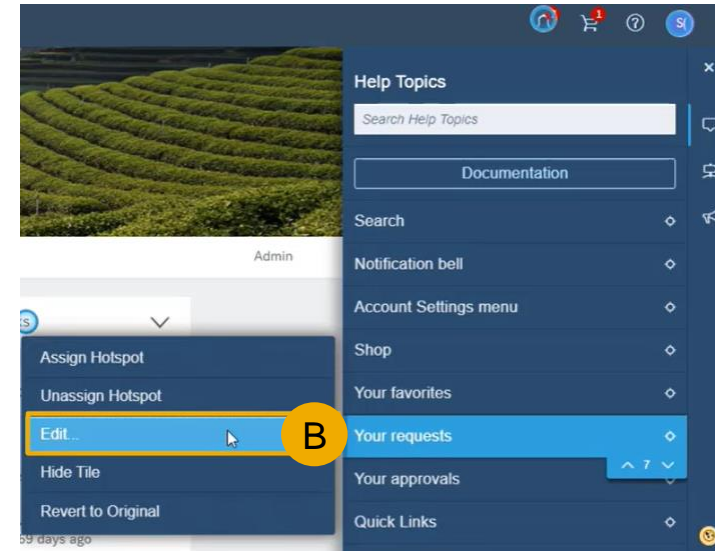 1
S(
Help Topics
Search Help Topics
Documentation
Search
Admin
Notification bell
Account Settings menu
Shop
Your favorites
Your requests
7
Your approvals
Quick Links
Assign Hotspot
Unassign Hotspot
Edit...
B
Hide Tile
Revert to Original
59 days ago